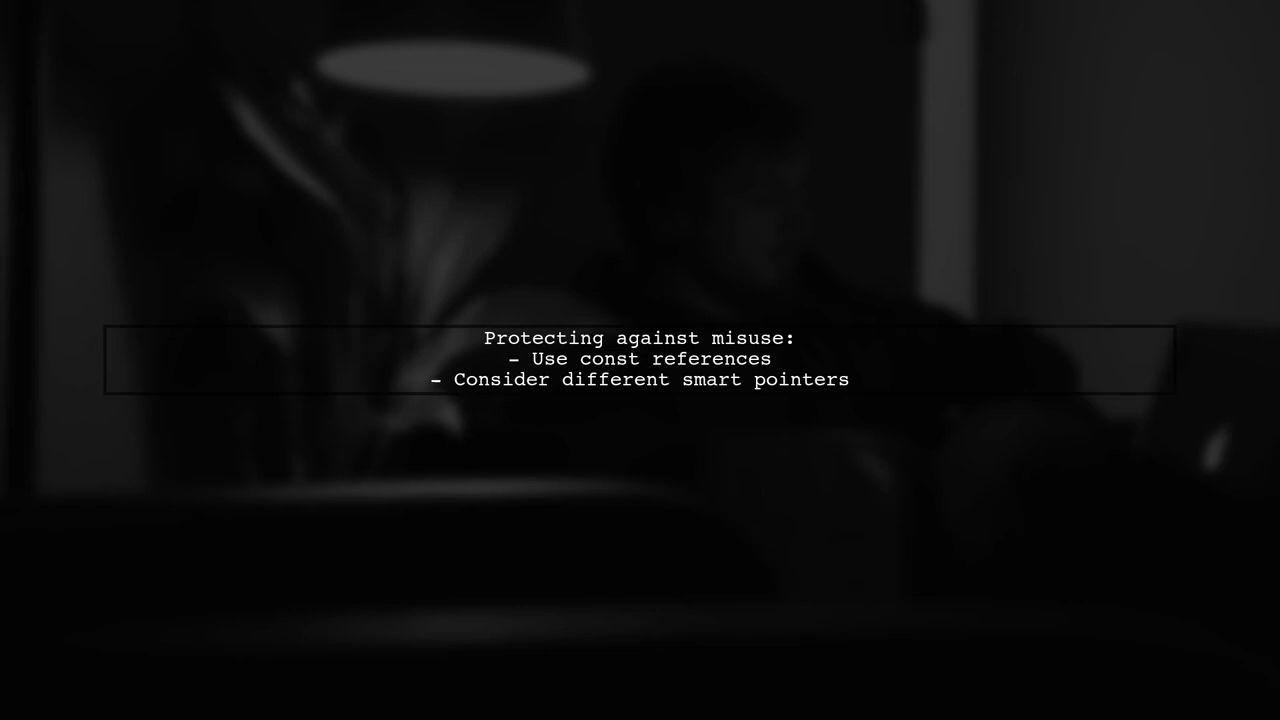 Protecting against misuse:
- Use const references
- Consider different smart pointers